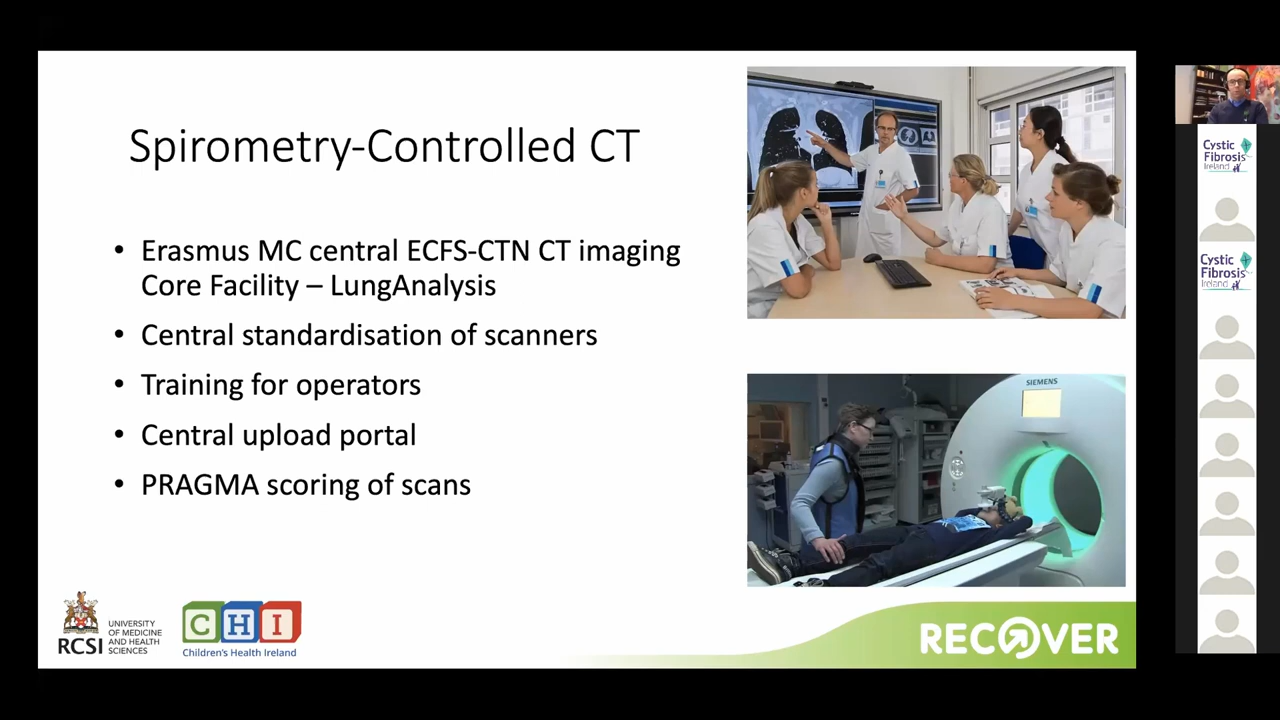 Spirometry-Controlled CT
• Erasmus MC central ECFS-CTN CT imaging
Core Facility – LungAnalysis
• Central standardisation of scanners
• Training for operators
• Central upload portal
• PRAGMA scoring of scans
SIEMENS
RCSI
UNIVERSITY
OF MEDICINE
AND HEALTH
SCIENCES
CHI
Children's Health Ireland
RECOVER
Cystic
Fibrosis
Ireland
Cystic
Fibrosis
Ireland